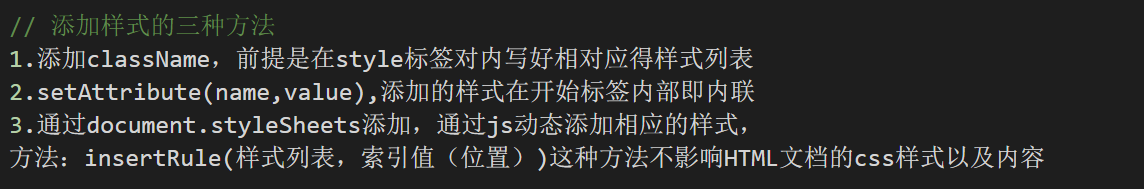 // 添加样式的三种方法
1.添加className，前提是在style标签对内写好相对应得样式列表
2.setAttribute(name,value),添加的样式在开始标签内部即内联
3.通过document.styleSheets添加，通过js动态添加相应的样式，
方法：insertRule(样式列表，索引值（位置）)这种方法不影响HTML文档的css样式以及内容